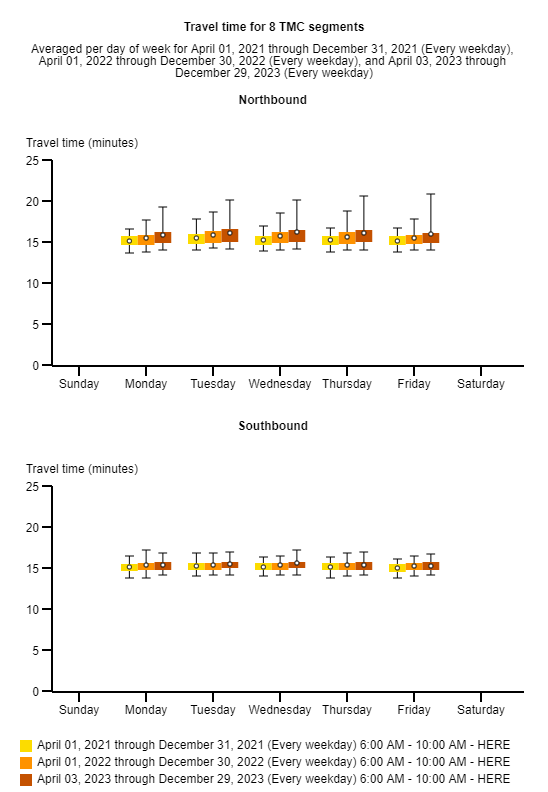 Travel time for 8 TMC segments
Averaged per day of week for April 01, 2021 through December 31, 2021 (Every weekday),
April 01, 2022 through December 30, 2022 (Every weekday), and April 03, 2023 through
December 29, 2023 (Every weekday)
Northbound
Travel time (minutes)
25
20
15
10
5
0
Sunday Monday Tuesday Wednesday Thursday Friday Saturday
Southbound
Travel time (minutes)
25
20
15
10
5
0
Sunday Monday Tuesday Wednesday Thursday Friday Saturday
April 01, 2021 through December 31, 2021 (Every weekday) 6:00 AM - 10:00 AM - HERE
April 01, 2022 through December 30, 2022 (Every weekday) 6:00 AM - 10:00 AM - HERE
April 03, 2023 through December 29, 2023 (Every weekday) 6:00 AM - 10:00 AM - HERE